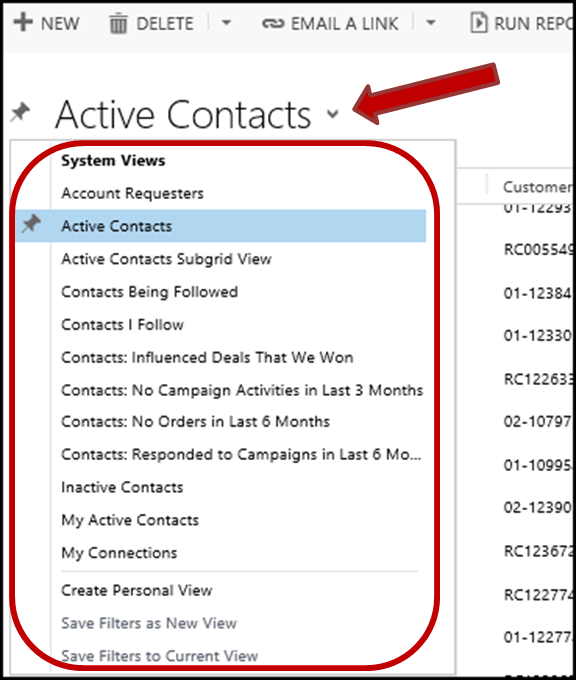 NEW DELETE EMAIL A LINK RUN REPO
Active Contacts
System Views
Account Requesters
Active Contacts
Active Contacts Subgrid View
Contacts Being Followed
Contacts I Follow
Contacts: Influenced Deals That We Won
Contacts: No Campaign Activities in Last 3 Months
Contacts: No Orders in Last 6 Months
Contacts: Responded to Campaigns in Last 6 Mo...
Inactive Contacts
My Active Contacts
My Connections
Create Personal View
Save Filters as New View
Save Filters to Current View
Customer
01-12293
RC005549
01-12384
01-12330
RC122633
02-10797
01-10995
02-12390
RC123672
RC122774
01-12277